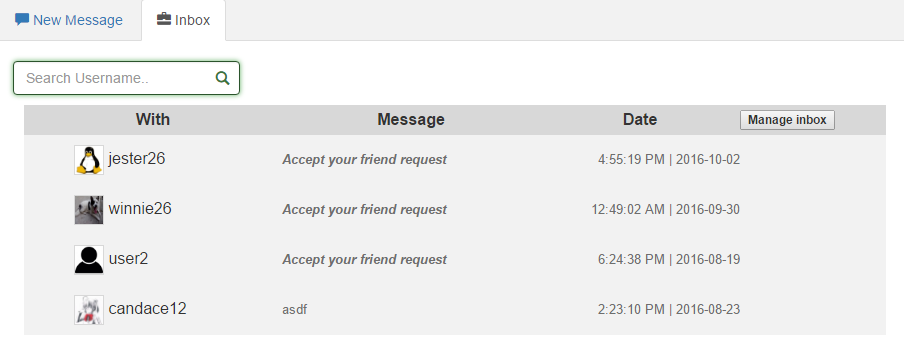 New Message Inbox
Search Username..
With Message Date Manage inbox
jester26 Accept your friend request 4:55:19 PM | 2016-10-02
winnie26 Accept your friend request 12:49:02 AM | 2016-09-30
user2 Accept your friend request 6:24:38 PM | 2016-08-19
candace12 asdf 2:23:10 PM | 2016-08-23